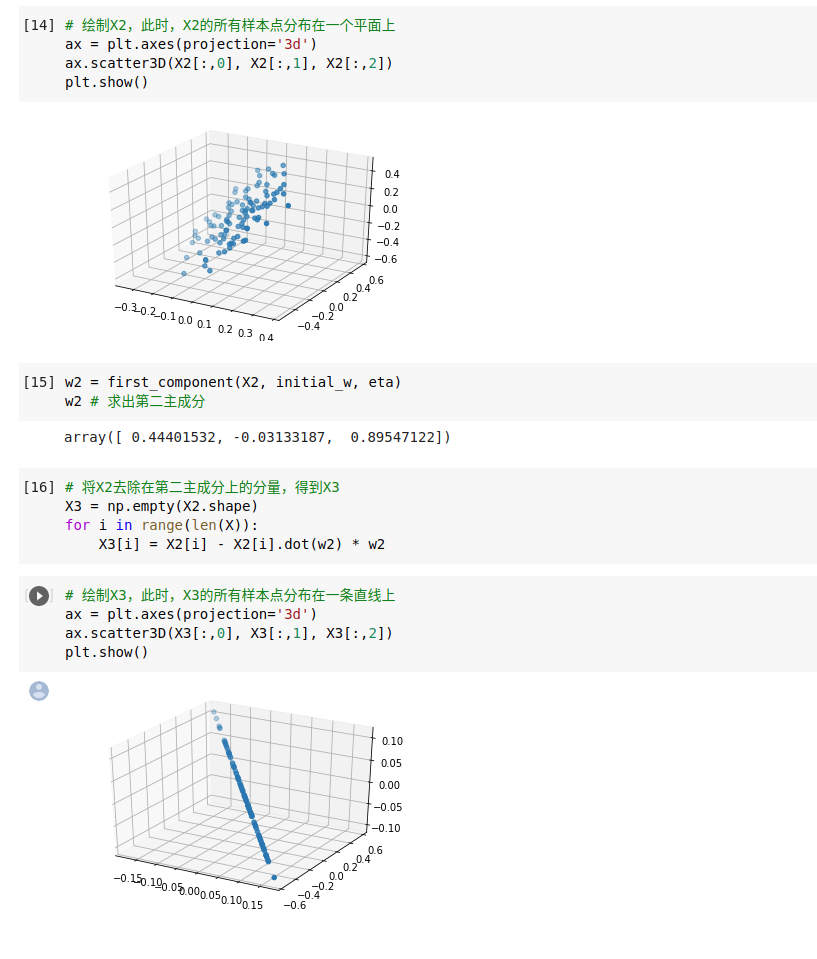 [14] # 绘制X2，此时，X2的所有样本点分布在一个平面上
ax = plt.axes(projection='3d')
ax.scatter3D(X2[:,0], X2[:,1], X2[:,2])
plt.show()
0.4
0.2
0.0
−0.2
−0.4
−0.6
0.6
0.4
0.2
0.0
−0.2
−0.4
−0.3
−0.2
−0.1
0.0
0.1
0.2
0.3
0.4
[15] w2 = first_component(X2, initial_w, eta)
w2 # 求出第二主成分
array([ 0.44401532, -0.03133187,  0.89547122])
[16] # 将X2去除在第二主成分上的分量，得到X3
X3 = np.empty(X2.shape)
for i in range(len(X)):
    X3[i] = X2[i] - X2[i].dot(w2) * w2
# 绘制X3，此时，X3的所有样本点分布在一条直线上
ax = plt.axes(projection='3d')
ax.scatter3D(X3[:,0], X3[:,1], X3[:,2])
plt.show()
0.10
0.05
0.00
−0.05
−0.10
0.6
0.4
0.2
0.0
−0.2
−0.4
−0.6
−0.15
−0.10
−0.05
0.00
0.05
0.10
0.15